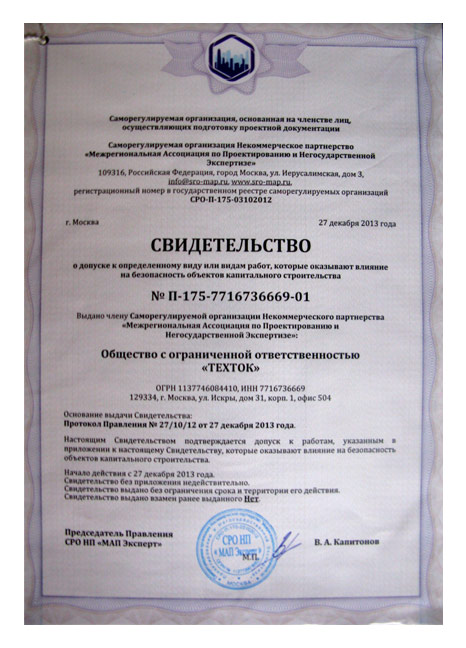 Саморегулируемая организация, основанная на членстве лиц,
осуществляющих подготовку проектной документации
Саморегулируемая организация Некоммерческое партнерство
«Межрегиональная Ассоциация по Проектированию и Негосударственной
Экспертизе»
109316, Российская Федерация, город Москва, ул. Иерусалимская, дом 3,
info@sro-map.ru, www.sro-map.ru,
регистрационный номер в государственном реестре саморегулируемых организаций
СРО-П-175-03102012
г. Москва 27 декабря 2013 года
СВИДЕТЕЛЬСТВО
о допуске к определенному виду или видам работ, которые оказывают влияние
на безопасность объектов капитального строительства
№ П-175-7716736669-01
Выдано члену Саморегулируемой организации Некоммерческого партнерства
«Межрегиональная Ассоциация по Проектированию и
Негосударственной Экспертизе»:
Общество с ограниченной ответственностью
«ТЕХТОК»
ОГРН 1137746084410, ИНН 7716736669
129334, г. Москва, ул. Искры, дом 31, корп. 1, офис 504
Основание выдачи Свидетельства:
Протокол Правления № 27/10/12 от 27 декабря 2013 года.
Настоящим Свидетельством подтверждается допуск к работам, указанным в
приложении к настоящему Свидетельству, которые оказывают влияние на безопасность
объектов капитального строительства.
Начало действия с 27 декабря 2013 года.
Свидетельство без приложения недействительно.
Свидетельство выдано без ограничения срока и территории его действия.
Свидетельство выдано взамен ранее выданного Нет.
Председатель Правления
СРО НП «МАП Эксперт»
СРО НП
«МАП Эксперт»
М.П.
В. А. Капитонов